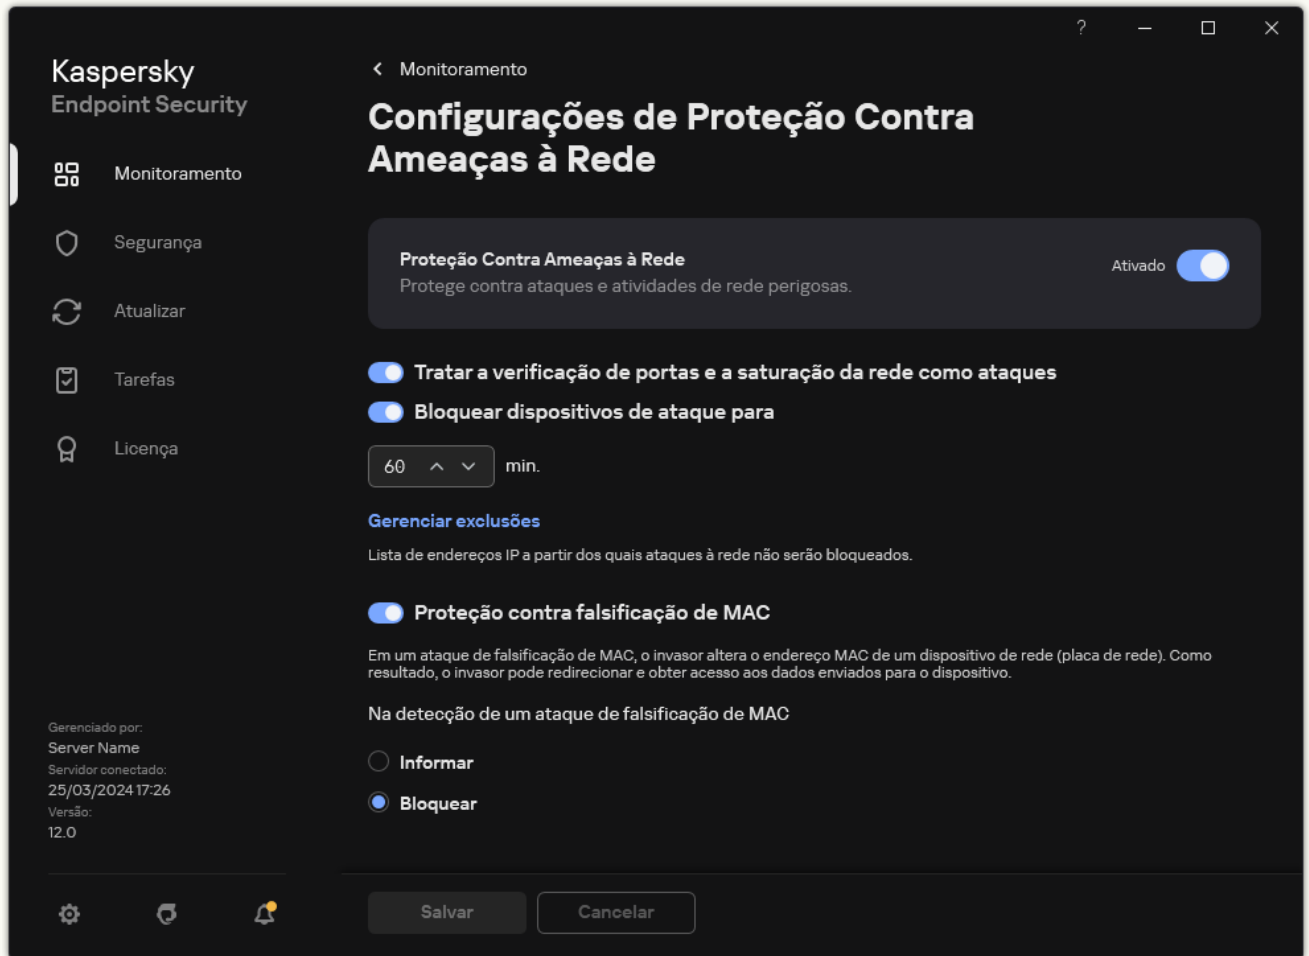 ?
Kaspersky
Endpoint Security
Monitoramento
Segurança
Atualizar
Tarefas
Licença
Gerenciado por:
Server Name
Servidor conectado:
25/03/2024 17:26
Versão:
12.0
Monitoramento
Configurações de Proteção Contra
Ameaças à Rede
Proteção Contra Ameaças à Rede
Protege contra ataques e atividades de rede perigosas.
Ativado
Tratar a verificação de portas e a saturação da rede como ataques
Bloquear dispositivos de ataque para
60 min.
Gerenciar exclusões
Lista de endereços IP a partir dos quais ataques à rede não serão bloqueados.
Proteção contra falsificação de MAC
Em um ataque de falsificação de MAC, o invasor altera o endereço MAC de um dispositivo de rede (placa de rede). Como
resultado, o invasor pode redirecionar e obter acesso aos dados enviados para o dispositivo.
Na detecção de um ataque de falsificação de MAC
Informar
Bloquear
Salvar
Cancelar